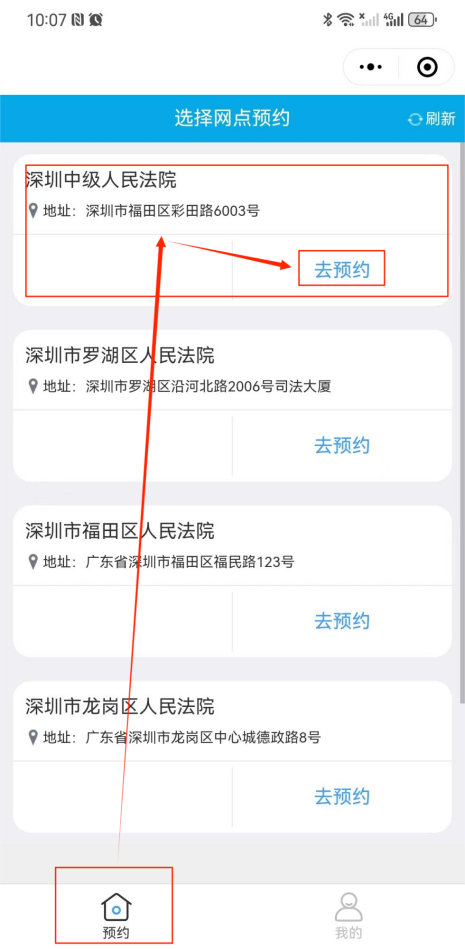 10:07
4G 64
选择网点预约
刷新
深圳中级人民法院
地址：深圳市福田区彩田路6003号
去预约
深圳市罗湖区人民法院
地址：深圳市罗湖区沿河北路2006号司法大厦
去预约
深圳市福田区人民法院
地址：广东省深圳市福田区福民路123号
去预约
深圳市龙岗区人民法院
地址：广东省深圳市龙岗区中心城德政路8号
去预约
预约
我的